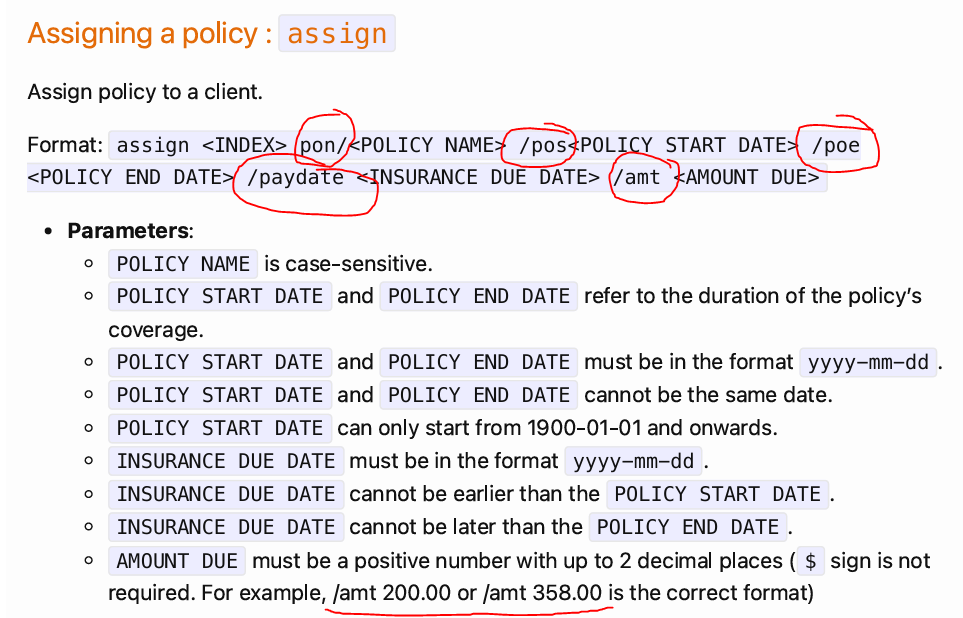 Assigning a policy : assign
Assign policy to a client.
Format: assign <INDEX> pon/<POLICY NAME> /pos<POLICY START DATE> /poe
<POLICY END DATE> /paydate <INSURANCE DUE DATE> /amt <AMOUNT DUE>
• Parameters:
◦ POLICY NAME is case-sensitive.
◦ POLICY START DATE and POLICY END DATE refer to the duration of the policy’s
coverage.
◦ POLICY START DATE and POLICY END DATE must be in the format yyyy-mm-dd.
◦ POLICY START DATE and POLICY END DATE cannot be the same date.
◦ POLICY START DATE can only start from 1900-01-01 and onwards.
◦ INSURANCE DUE DATE must be in the format yyyy-mm-dd.
◦ INSURANCE DUE DATE cannot be earlier than the POLICY START DATE.
◦ INSURANCE DUE DATE cannot be later than the POLICY END DATE.
◦ AMOUNT DUE must be a positive number with up to 2 decimal places ( $ sign is not
required. For example, /amt 200.00 or /amt 358.00 is the correct format)